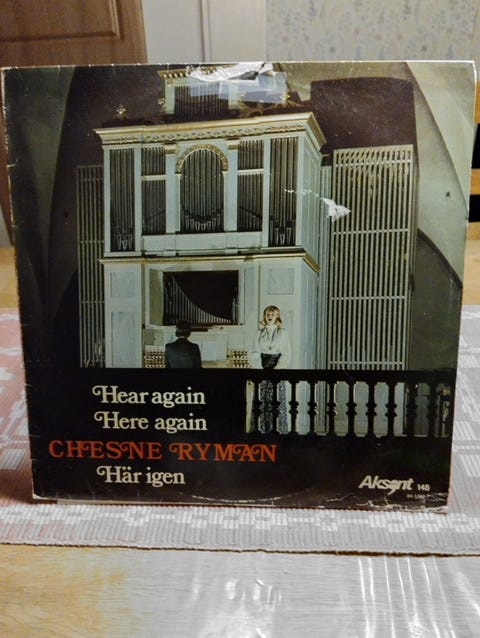 Hear again
Here again
CHESNE RYMAN
Här igen
Aksent 148